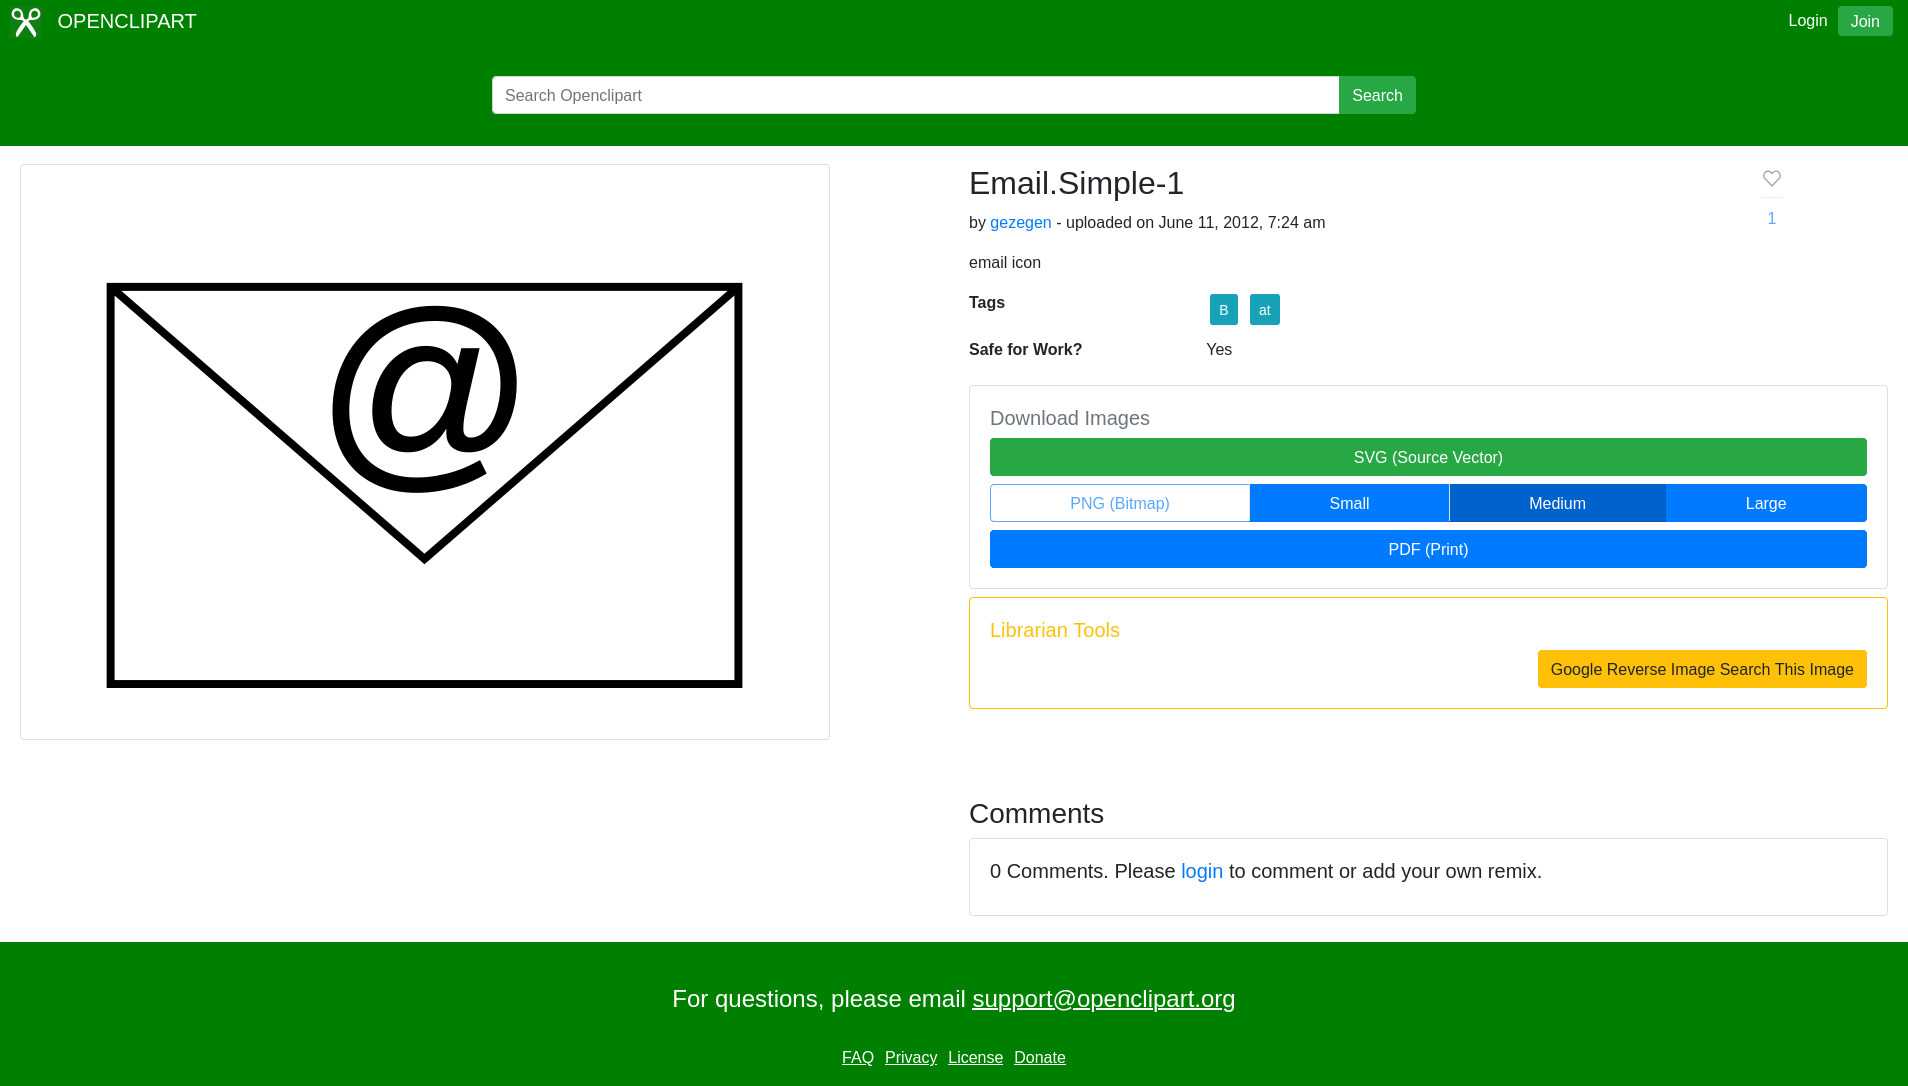 OPENCLIPART
Login
Join
Search Openclipart
Search
Email.Simple-1
by gezegen - uploaded on June 11, 2012, 7:24 am
1
email icon
Tags
B
at
Safe for Work?
Yes
@
Download Images
SVG (Source Vector)
PNG (Bitmap)
Small
Medium
Large
PDF (Print)
Librarian Tools
Google Reverse Image Search This Image
Comments
0 Comments. Please login to comment or add your own remix.
For questions, please email support@openclipart.org
FAQ Privacy License Donate